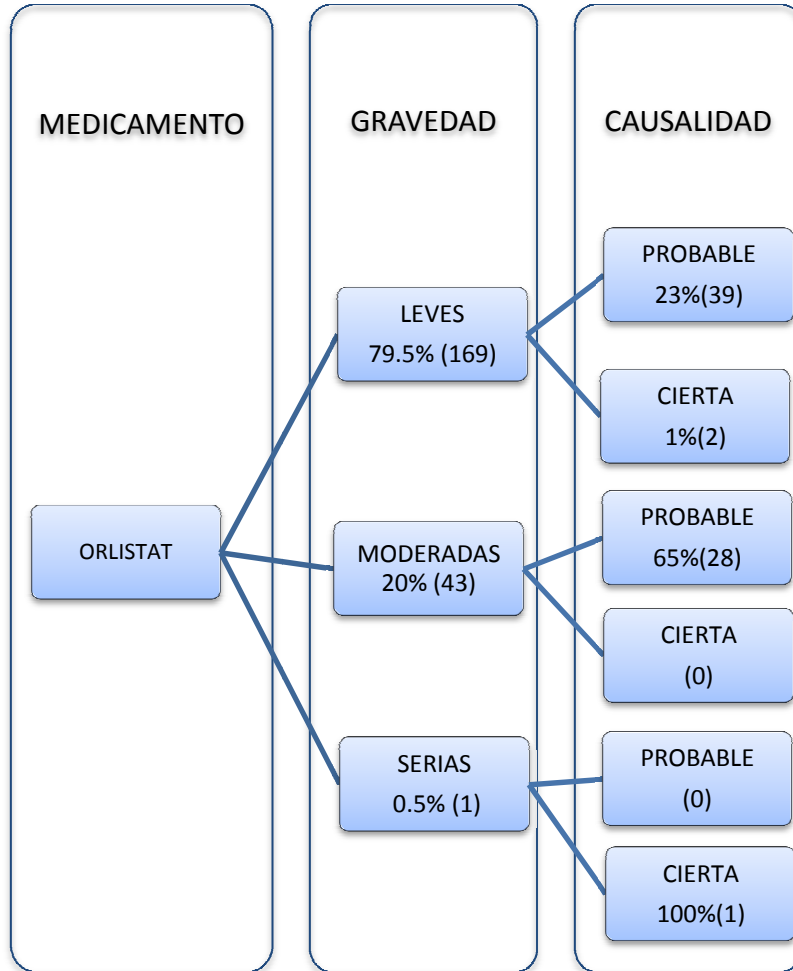 MEDICAMENTO
GRAVEDAD
CAUSALIDAD
ORLISTAT
LEVES
79.5% (169)
PROBABLE
23%(39)
CIERTA
1%(2)
MODERADAS
20% (43)
PROBABLE
65%(28)
CIERTA
(0)
SERIAS
0.5% (1)
PROBABLE
(0)
CIERTA
100%(1)